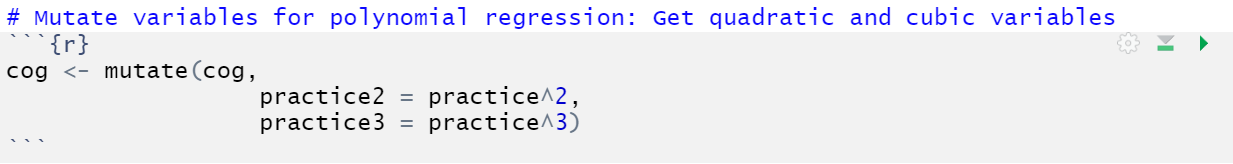 # Mutate variables for polynomial regression: Get quadratic and cubic variables
```{r}
cog <- mutate(cog,
                  practice2 = practice^2,
                  practice3 = practice^3)
```